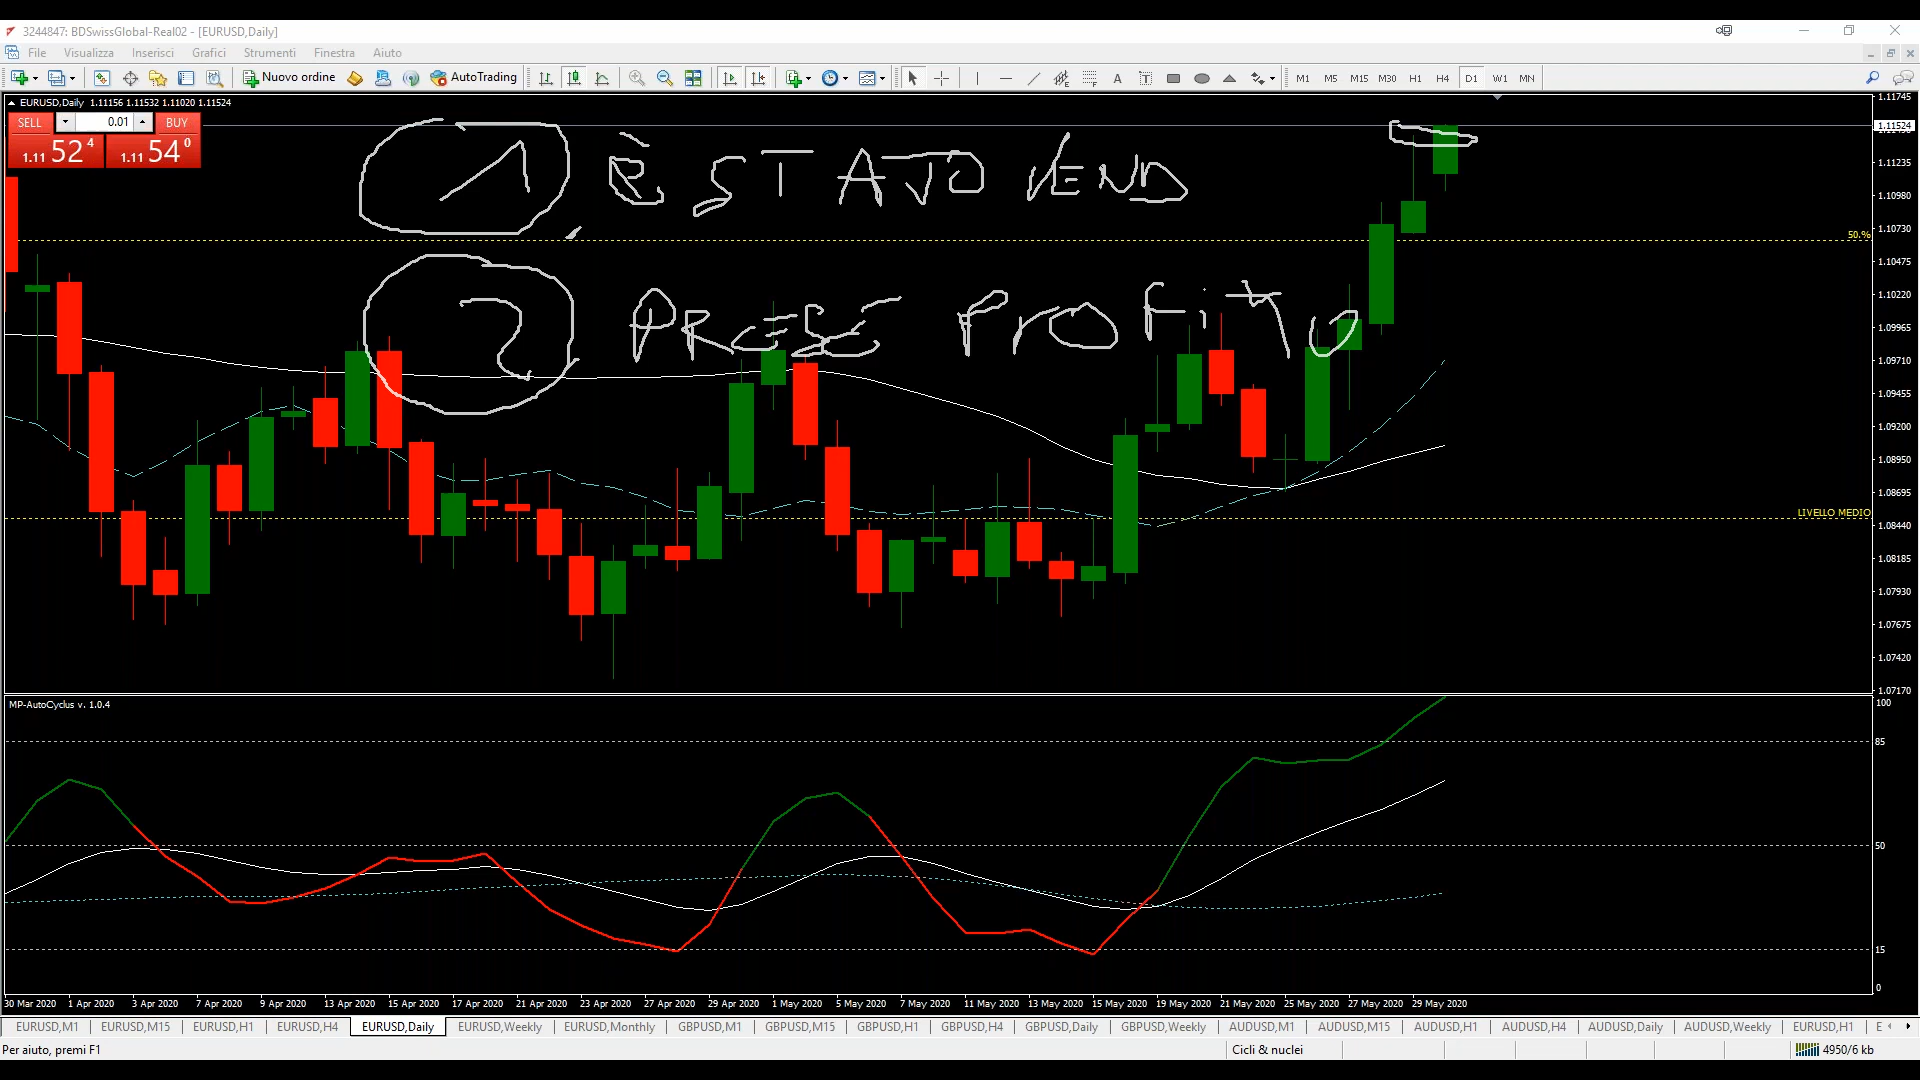 3244847: BDSwissGlobal-Real02 - [EURUSD,Daily]
File Visualizza Inserisci Grafici Strumenti Finestra Aiuto
Nuovo ordine AutoTrading M1 M5 M15 M30 H1 H4 D1 W1 MN
EURUSD,Daily 1.11156 1.11532 1.11020 1.11524
SELL 0.01 BUY
1.11 52 4 1.11 54 0
1 È STATO VEND
2 PRESE PROFITTO
50.%
LIVELLO MEDIO
1.11745
1.11524
1.11235
1.10980
1.10730
1.10475
1.10220
1.09965
1.09710
1.09455
1.09200
1.08950
1.08695
1.08440
1.08185
1.07930
1.07675
1.07420
1.07170
MP-AutoCyclus v. 1.0.4
100
85
50
15
0
30 Mar 2020 1 Apr 2020 3 Apr 2020 7 Apr 2020 9 Apr 2020 13 Apr 2020 15 Apr 2020 17 Apr 2020 21 Apr 2020 23 Apr 2020 27 Apr 2020 29 Apr 2020 1 May 2020 5 May 2020 7 May 2020 11 May 2020 13 May 2020 15 May 2020 19 May 2020 21 May 2020 25 May 2020 27 May 2020 29 May 2020
EURUSD,M1 EURUSD,M15 EURUSD,H1 EURUSD,H4 EURUSD,Daily EURUSD,Weekly EURUSD,Monthly GBPUSD,M1 GBPUSD,M15 GBPUSD,H1 GBPUSD,H4 GBPUSD,Daily GBPUSD,Weekly AUDUSD,M1 AUDUSD,M15 AUDUSD,H1 AUDUSD,H4 AUDUSD,Daily AUDUSD,Weekly EURUSD,H1 E
Per aiuto, premi F1 Cicli & nuclei 4950/6 kb